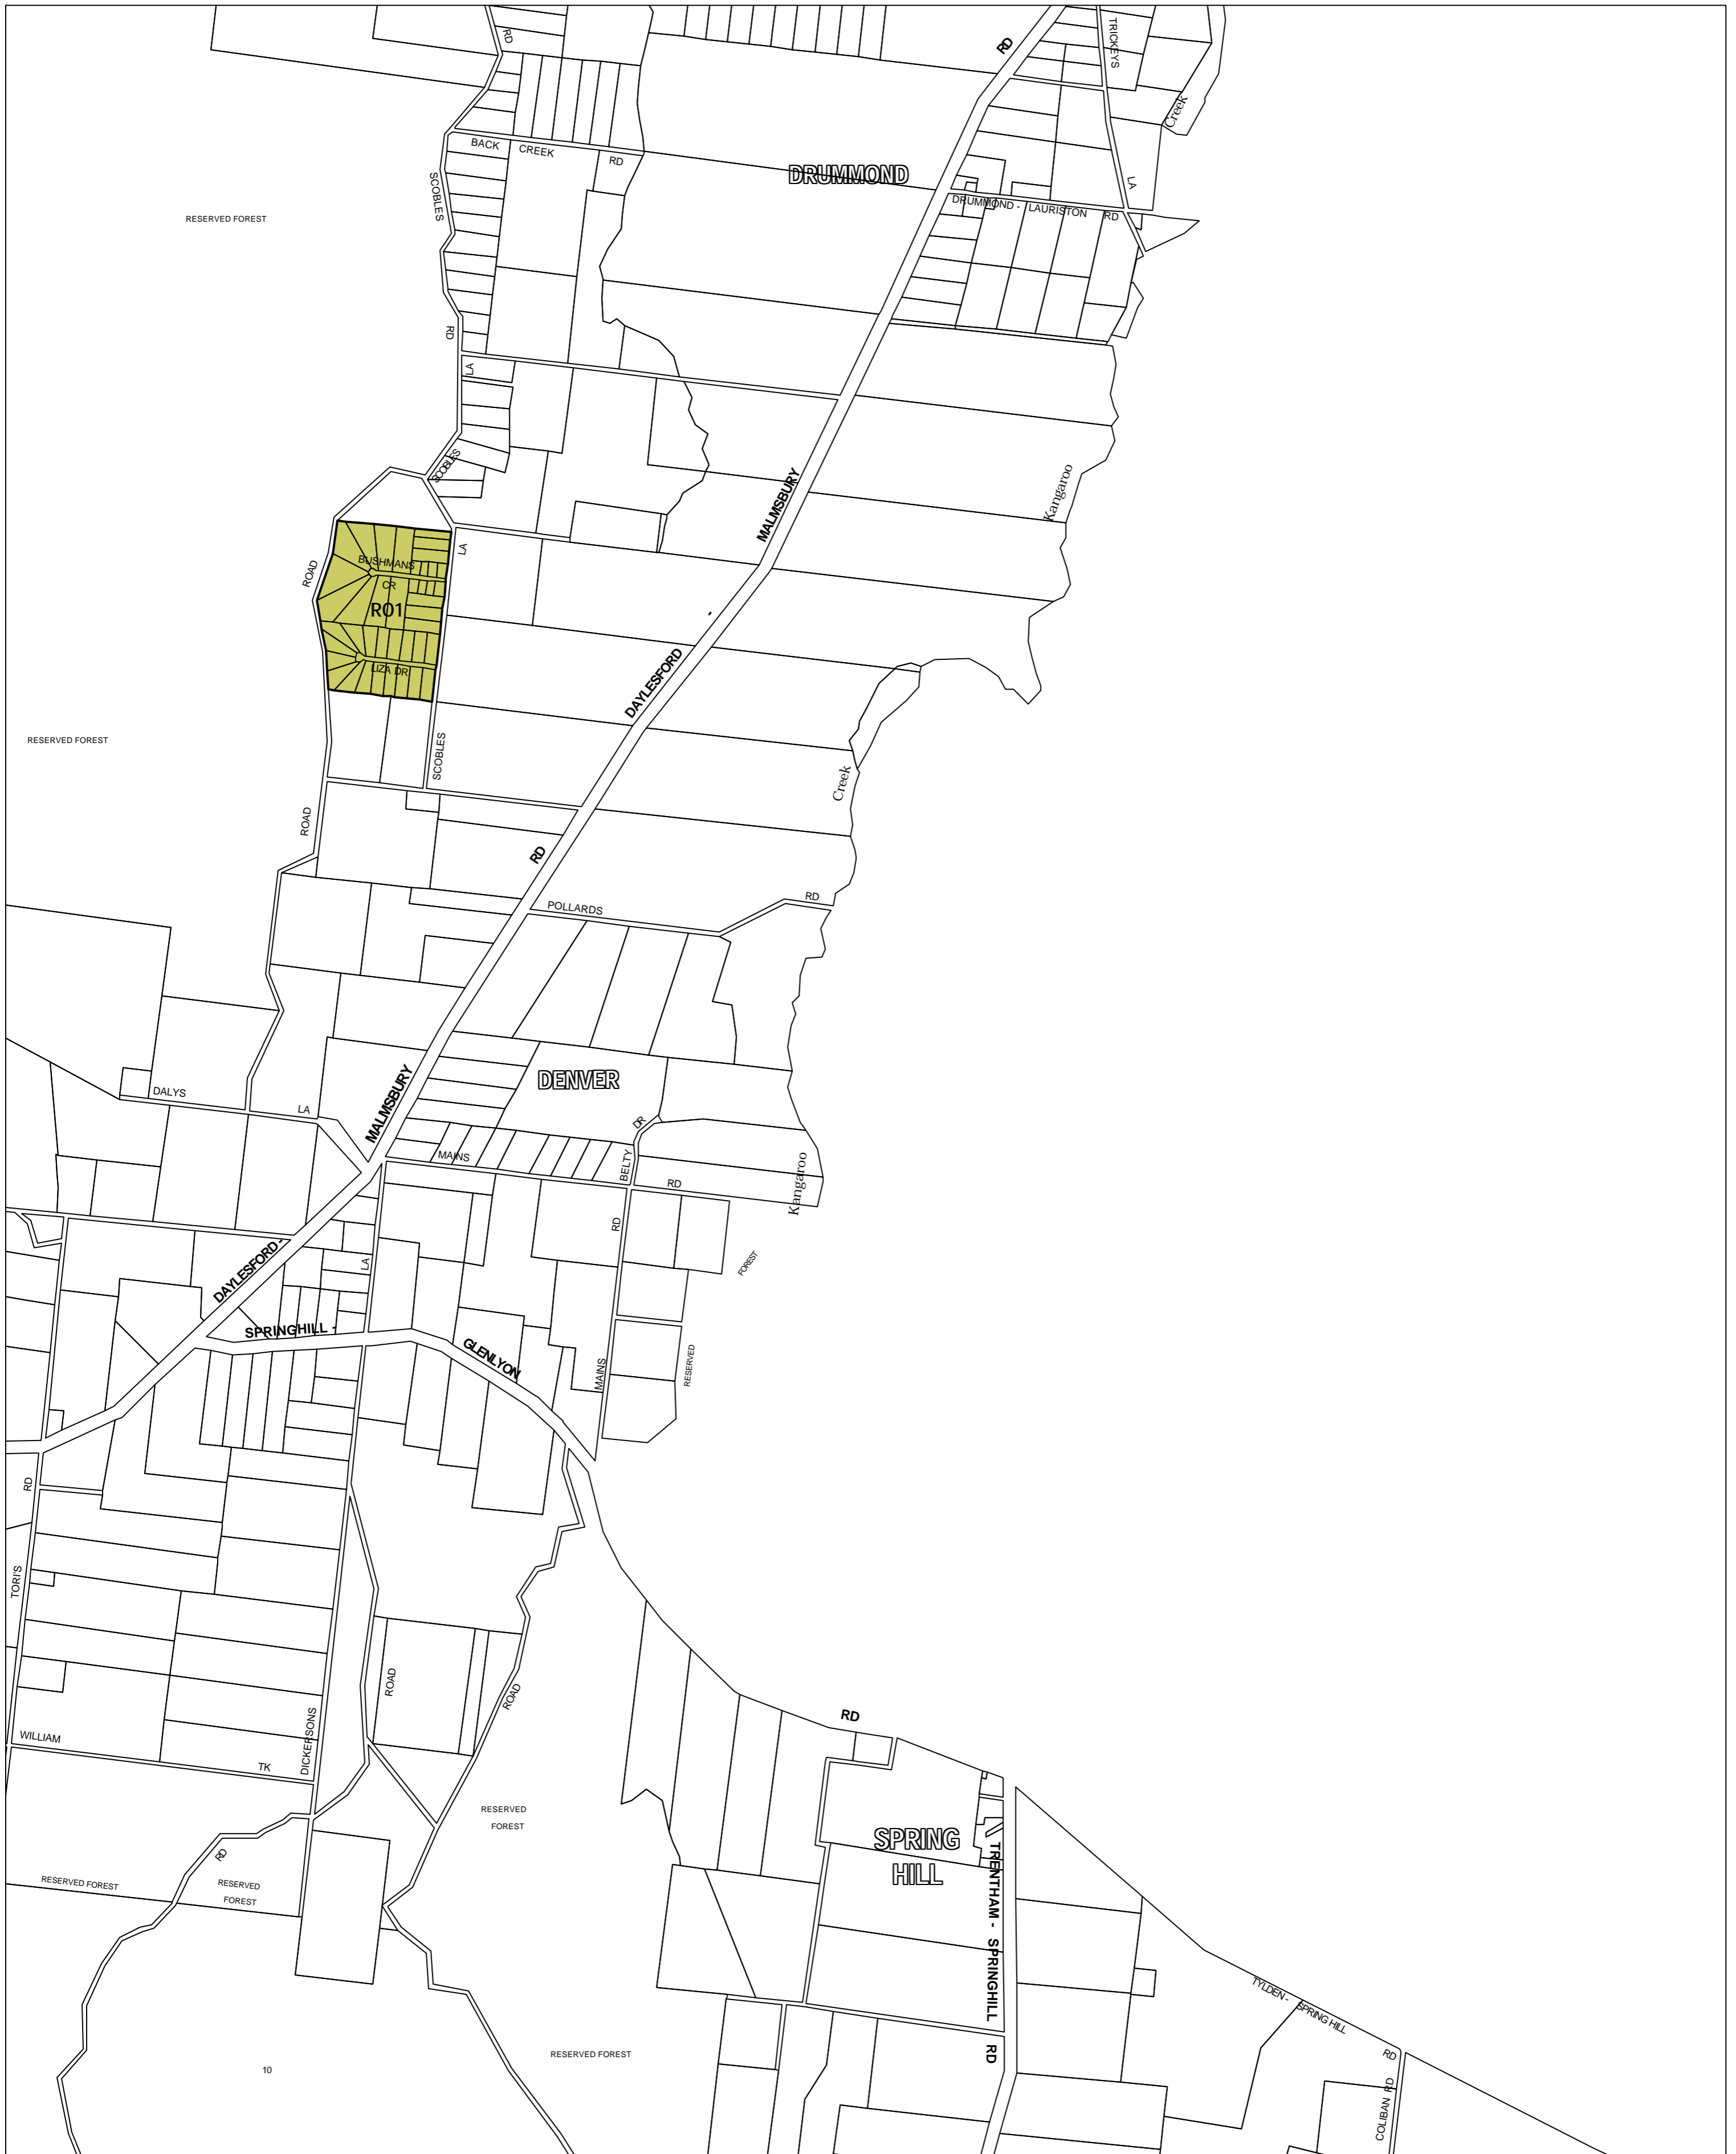 RD
RD
TRICKEYS
Creek
BACK CREEK RD
DRUMMOND
SCOBLES
LA
RESERVED FOREST
DRUMMOND - LAURISTON RD
RD
LA
SCOBLES
MALMSBURY
Kangaroo
LA
ROAD
BUSHMANS
CR
R01
LIZA DR
-
DAYLESFORD
RESERVED FOREST
SCOBLES
Creek
ROAD
RD
POLLARDS RD
DENVER
DALYS LA
MALMSBURY
DR
MAINS
BELTY
RD
Kangaroo
RD
DAYLESFORD -
LA
FOREST
SPRINGHILL -
GLENLYON
MAINS
RESERVED
RD
TORI'S
ROAD
ROAD
RD
WILLIAM TK
DICKERSONS
RESERVED
FOREST
SPRING
HILL
TRENTHAM - SPRINGHILL RD
RD
RESERVED FOREST
RESERVED
FOREST
TYLDEN - SPRING HILL RD
RESERVED FOREST
10
COLIBAN RD